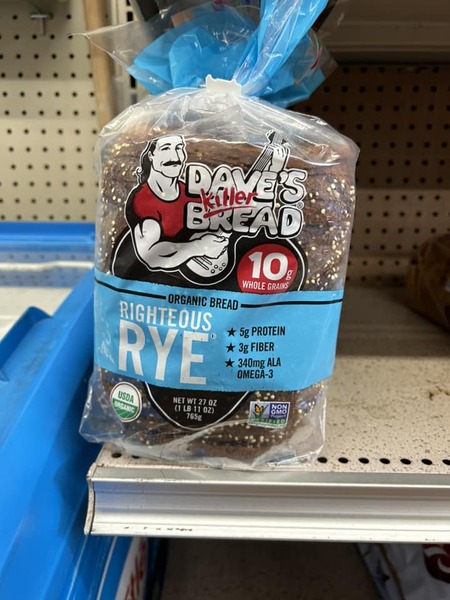 DAVE'S
Killer
BREAD
10g
WHOLE GRAINS
ORGANIC BREAD
RIGHTEOUS
RYE
★ 5g PROTEIN
★ 3g FIBER
★ 340mg ALA
OMEGA-3
USDA
ORGANIC
NET WT 27 OZ
(1 LB 11 OZ)
765g
NON
GMO